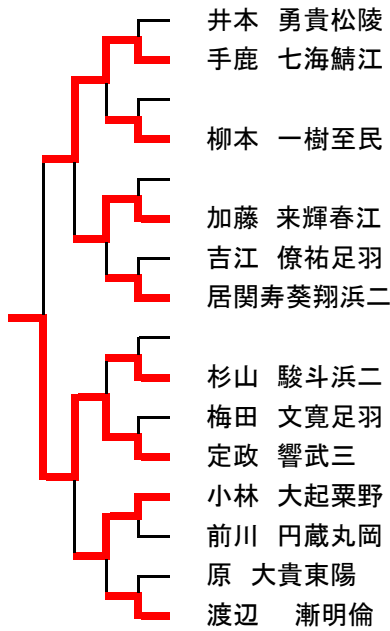 井本 勇貴松陵
手鹿 七海鯖江
柳本 一樹至民
加藤 来輝春江
吉江 僚祐足羽
居関寿葵翔浜二
杉山 駿斗浜二
梅田 文寛足羽
定政 響武三
小林 大起粟野
前川 円蔵丸岡
原 大貴東陽
渡辺 漸明倫